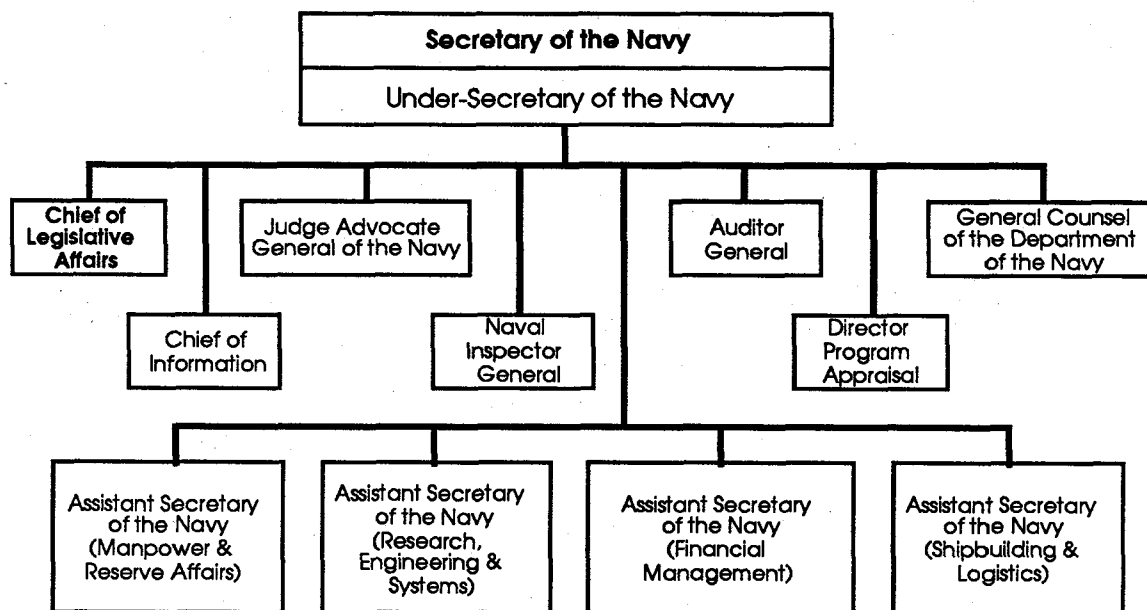 Secretary of the Navy
Under-Secretary of the Navy
Chief of
Legislative
Affairs
Judge Advocate
General of the Navy
Auditor
General
General Counsel
of the Department
of the Navy
Chief of
Information
Naval
Inspector
General
Director
Program
Appraisal
Assistant Secretary
of the Navy
(Manpower &
Reserve Affairs)
Assistant Secretary
of the Navy
(Research,
Engineering &
Systems)
Assistant Secretary
of the Navy
(Financial
Management)
Assistant Secretary
of the Navy
(Shipbuilding &
Logistics)